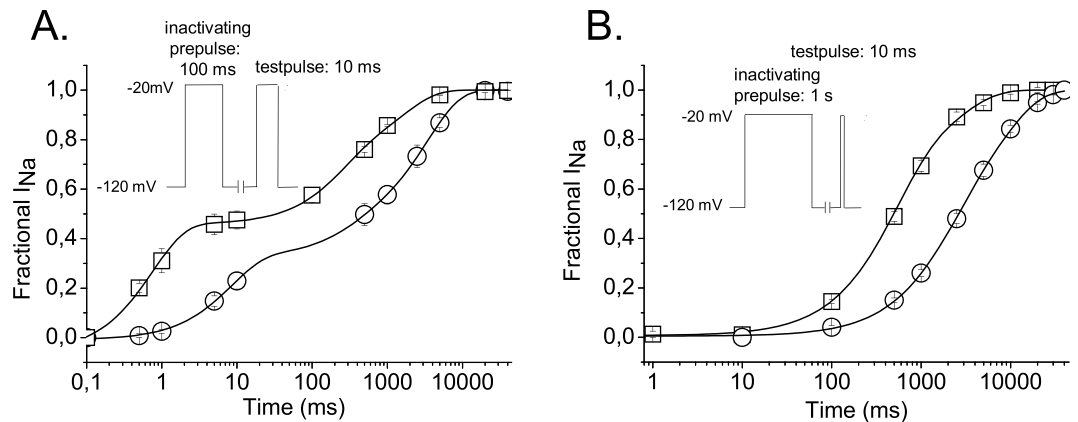 A.
inactivating
prepulse:
100 ms
testpulse: 10 ms
-20mV
-120 mV
1,0
0,8
0,6
0,4
0,2
0,0
Fractional INa
0,1
1
10
100
1000
10000
Time (ms)
B.
testpulse: 10 ms
inactivating
prepulse: 1 s
-20 mV
-120 mV
1,0
0,8
0,6
0,4
0,2
0,0
Fractional INa
1
10
100
1000
10000
Time (ms)